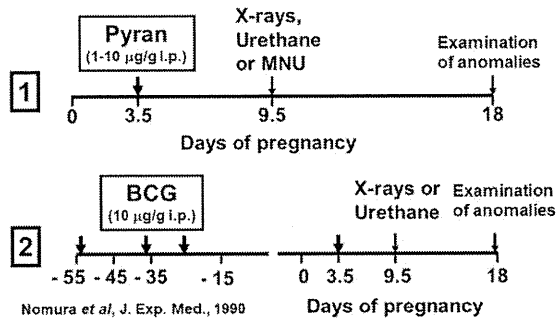 Pyran
(1-10 µg/g i.p.)
X-rays,
Urethane
or MNU
Examination
of anomalies
1
0 3.5 9.5 18
Days of pregnancy
BCG
(10 µg/g i.p.)
X-rays or
Urethane
Examination
of anomalies
2
-55 -45 -35 -15 0 3.5 9.5 18
Nomura et al, J. Exp. Med., 1990
Days of pregnancy